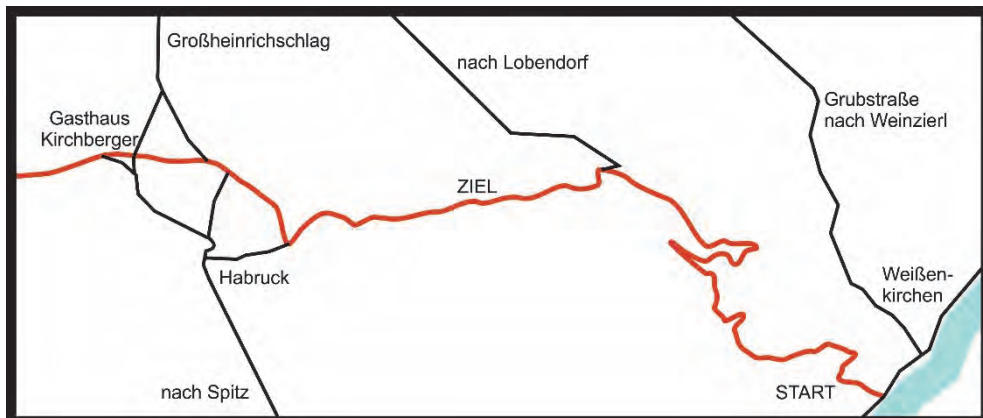 Großheinrichschlag
nach Lobendorf
Gasthaus
Kirchberger
Grubstraße
nach Weinzierl
ZIEL
Habruck
Weißen-
kirchen
nach Spitz
START